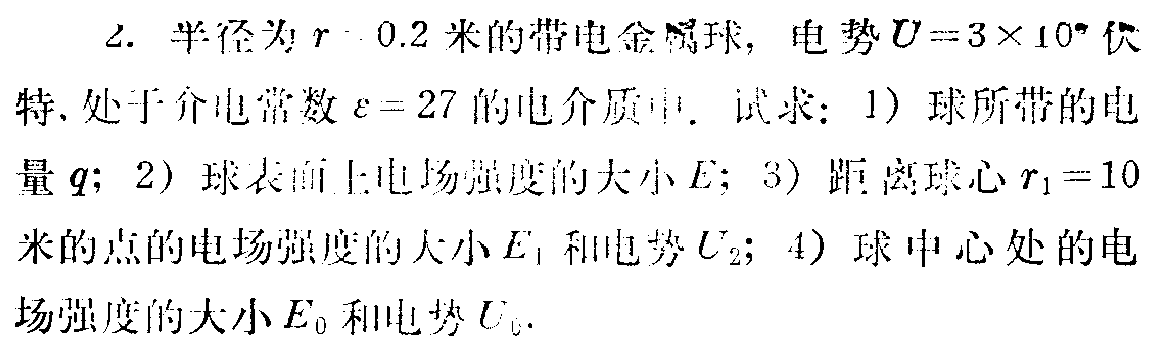 2. 半径为 r 0.2 米的带电金属球，电势 U＝3×10 伏
特.处于介电常数 ε＝27 的电介质中．试求：1）球所带的电
量 q；2）球表面上电场强度的大小 E；3）距离球心 r₁＝10
米的点的电场强度的大小 E₁ 和电势 U₂；4）球中心处的电
场强度的大小 E₀ 和电势 U₀.